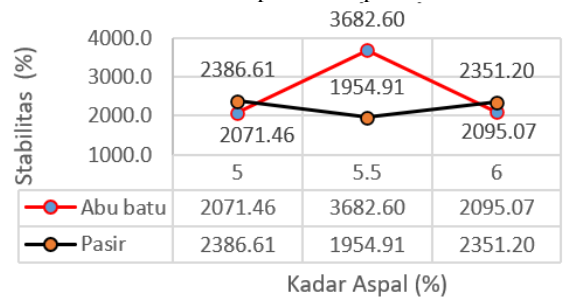 3682.60
4000.0
3000.0
2000.0
1000.0
Stabilitas (%)
2386.61 1954.91 2351.20
2071.46 2095.07
5 5.5 6
Abu batu 2071.46 3682.60 2095.07
Pasir 2386.61 1954.91 2351.20
Kadar Aspal (%)